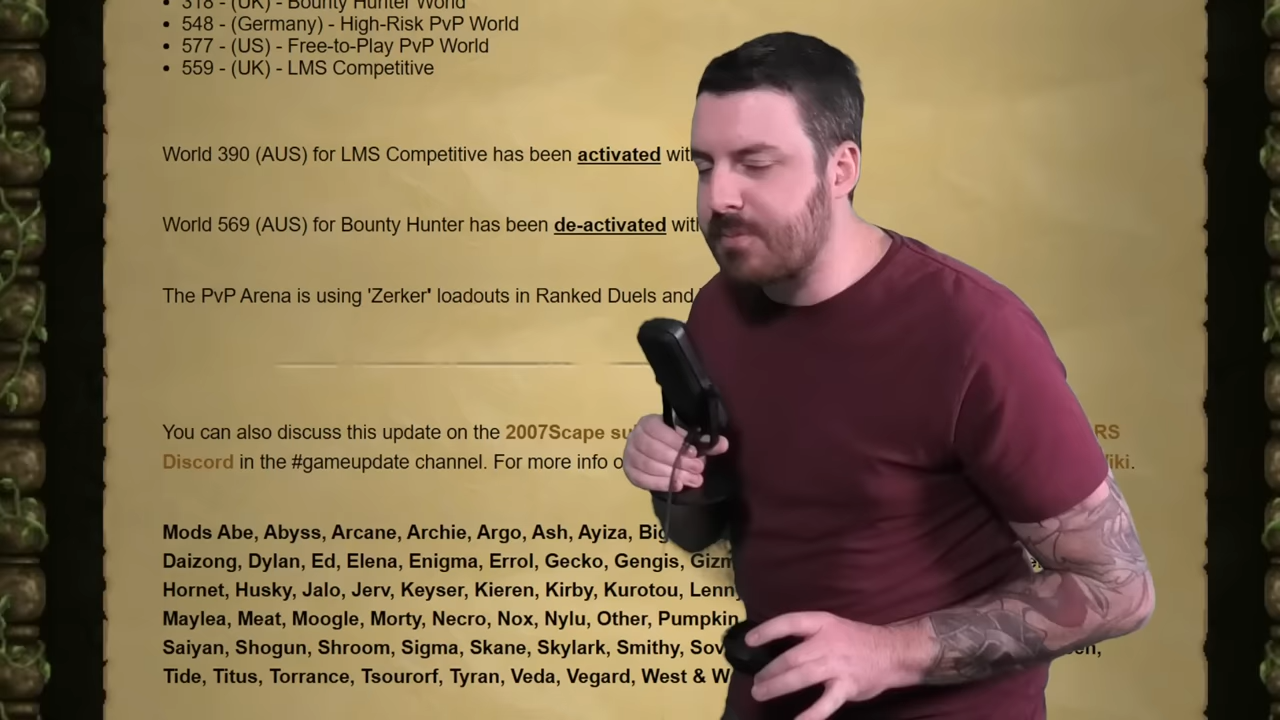 318 - (UK) - Bounty Hunter World
548 - (Germany) - High-Risk PvP World
577 - (US) - Free-to-Play PvP World
559 - (UK) - LMS Competitive
World 390 (AUS) for LMS Competitive has been activated
World 569 (AUS) for Bounty Hunter has been de-activated
The PvP Arena is using 'Zerker' loadouts in Ranked Duels and
You can also discuss this update on the 2007Scape RS
Discord in the #gameupdate channel. For more info
Mods Abe, Abyss, Arcane, Archie, Argo, Ash, Ayiza,
Daizong, Dylan, Ed, Elena, Enigma, Errol, Gecko, Gengis,
Hornet, Husky, Jalo, Jerv, Keyser, Kieren, Kirby, Kurotou,
Maylea, Meat, Moogle, Morty, Necro, Nox, Nylu, Other, Pumpkin
Saiyan, Shogun, Shroom, Sigma, Skane, Skylark, Smithy,
Tide, Titus, Torrance, Tsourorf, Tyran, Veda, Vegard, West &